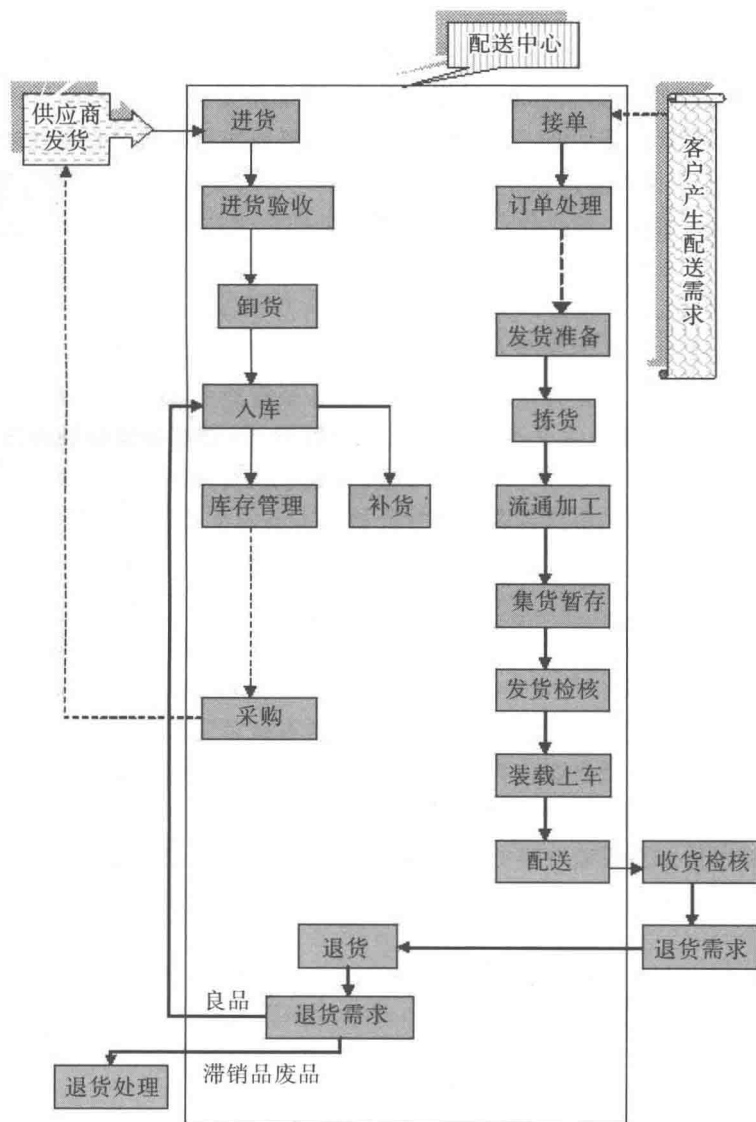 配送中心
供应商
发货
进货
接单
客户产生配送需求
进货验收
订单处理
卸货
发货准备
入库
拣货
库存管理
补货
流通加工
集货暂存
采购
发货检核
装载上车
配送
收货检核
退货
退货需求
良品
退货需求
滞销品废品
退货处理